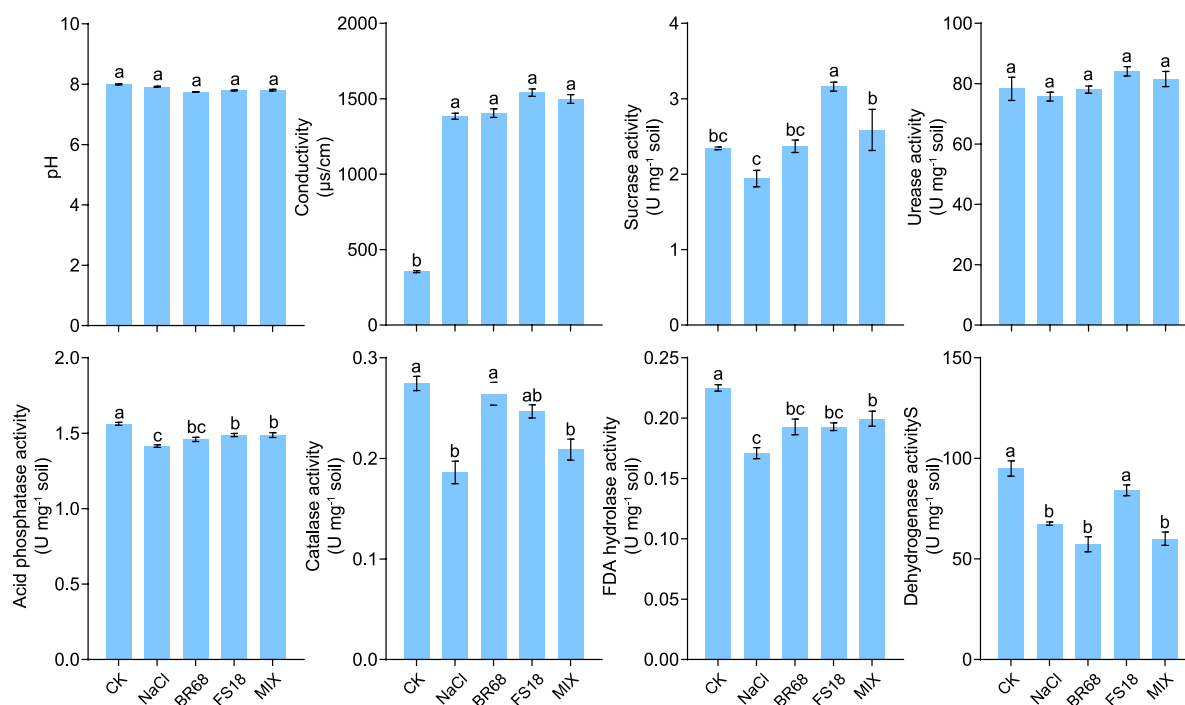 pH
10
8
6
4
2
0
a a a a a
Conductivity
(µs/cm)
2000
1500
1000
500
0
b a a a a
Sucrase activity
(U mg⁻¹ soil)
4
3
2
1
0
bc c bc a b
Urease activity
(U mg⁻¹ soil)
100
80
60
40
20
0
a a a a a
Acid phosphatase activity
(U mg⁻¹ soil)
2.0
1.5
1.0
0.5
0.0
a c bc b b
CK NaCl BR68 FS18 MIX
Catalase activity
(U mg⁻¹ soil)
0.3
0.2
0.1
0.0
a b a ab b
CK NaCl BR68 FS18 MIX
FDA hydrolase activity
(U mg⁻¹ soil)
0.25
0.20
0.15
0.10
0.05
0.00
a c bc bc b
CK NaCl BR68 FS18 MIX
Dehydrogenase activityS
(U mg⁻¹ soil)
150
100
50
0
a b b a b
CK NaCl BR68 FS18 MIX